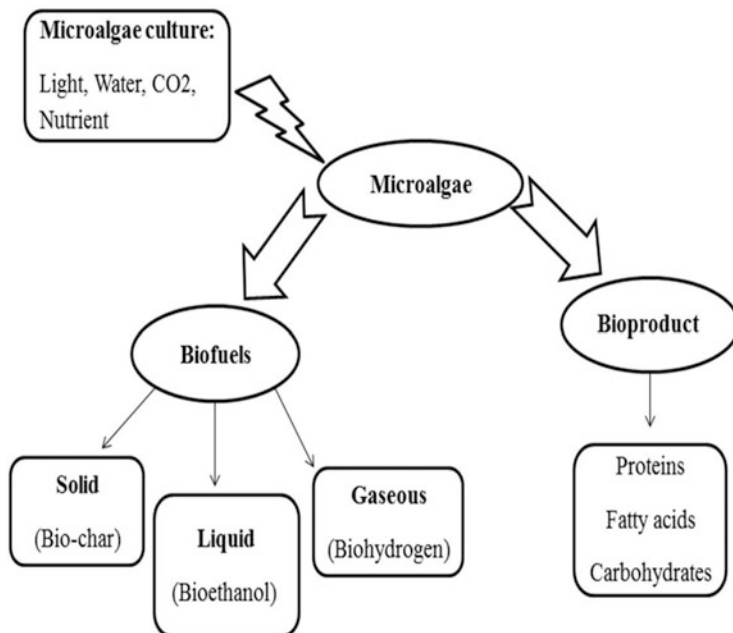 Microalgae culture:
Light, Water, CO2,
Nutrient
Microalgae
Biofuels
Bioproduct
Solid
(Bio-char)
Liquid
(Bioethanol)
Gaseous
(Biohydrogen)
Proteins
Fatty acids
Carbohydrates